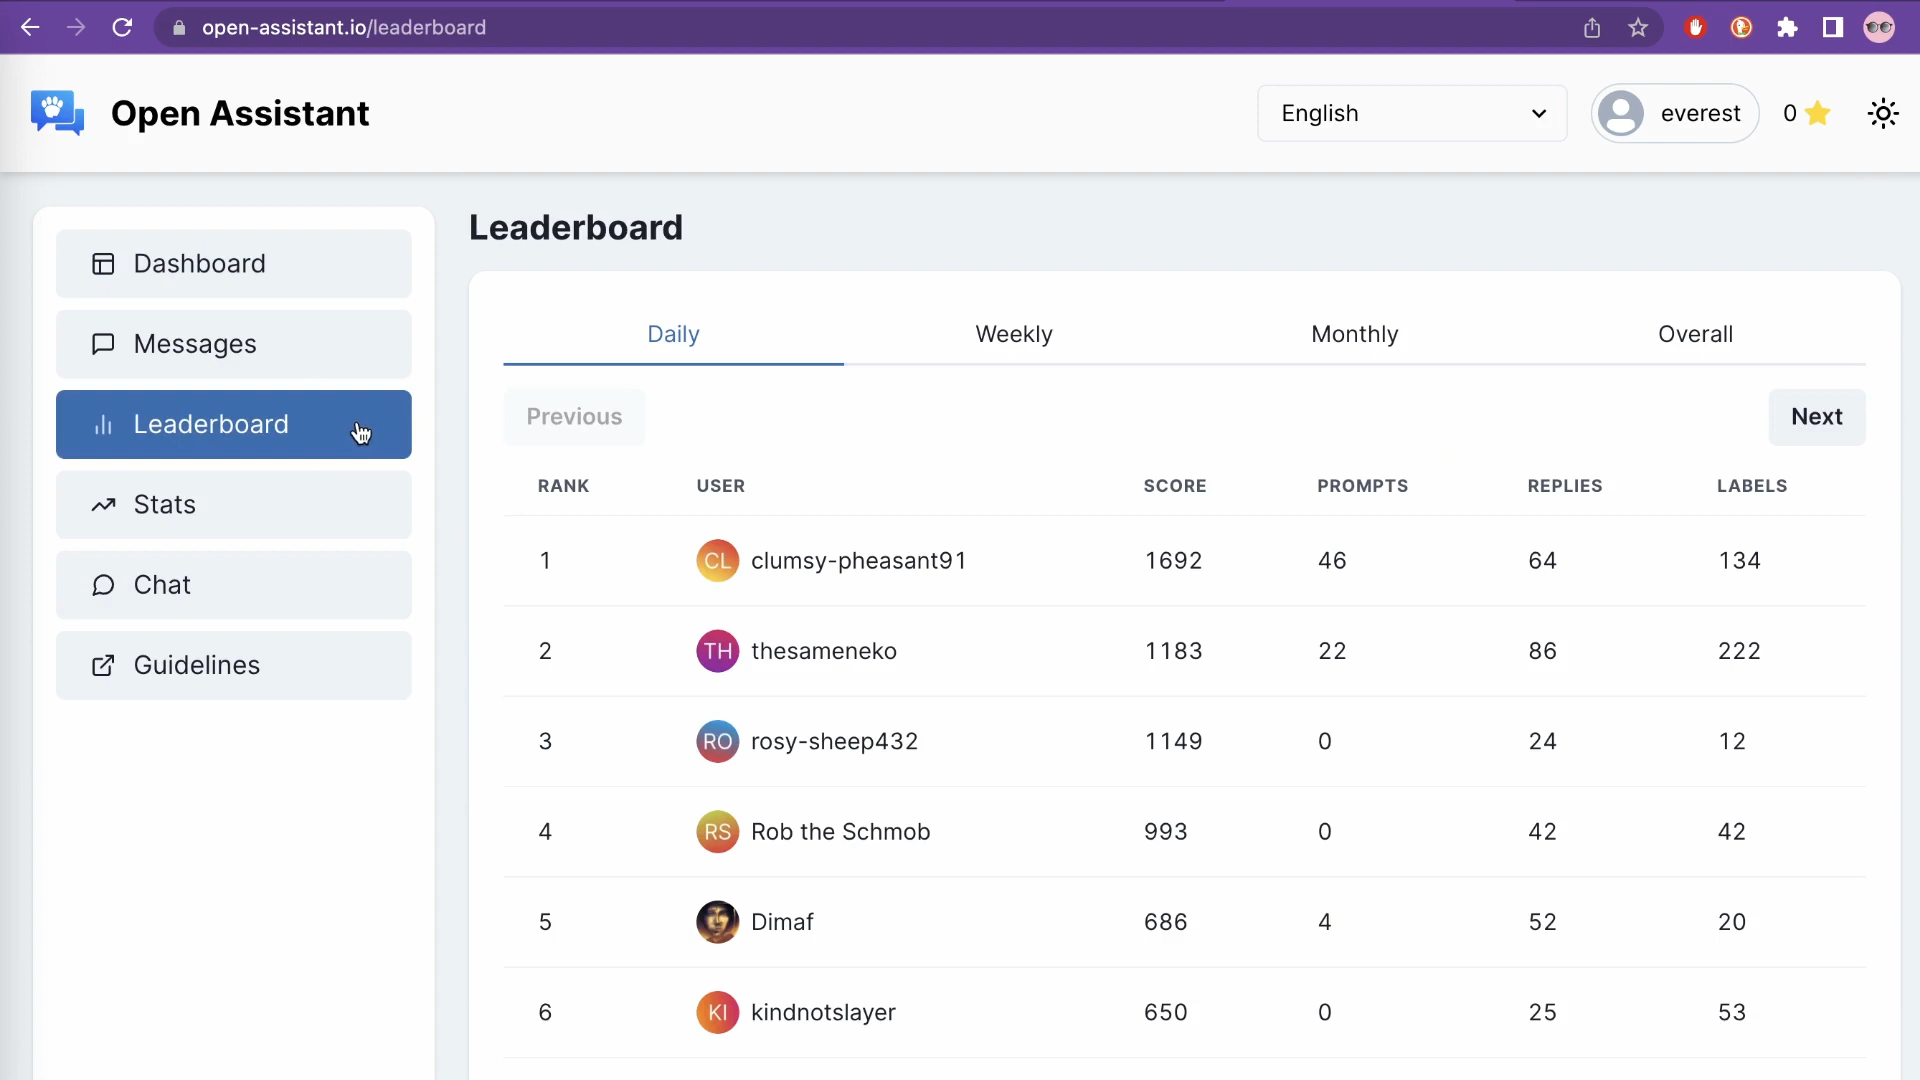 open-assistant.io/leaderboard
Open Assistant
English
everest
0
Dashboard
Messages
Leaderboard
Stats
Chat
Guidelines
Leaderboard
Daily Weekly Monthly Overall
Previous Next
RANK USER SCORE PROMPTS REPLIES LABELS
1 CL clumsy-pheasant91 1692 46 64 134
2 TH thesameneko 1183 22 86 222
3 RO rosy-sheep432 1149 0 24 12
4 RS Rob the Schmob 993 0 42 42
5 Dimaf 686 4 52 20
6 KI kindnotslayer 650 0 25 53